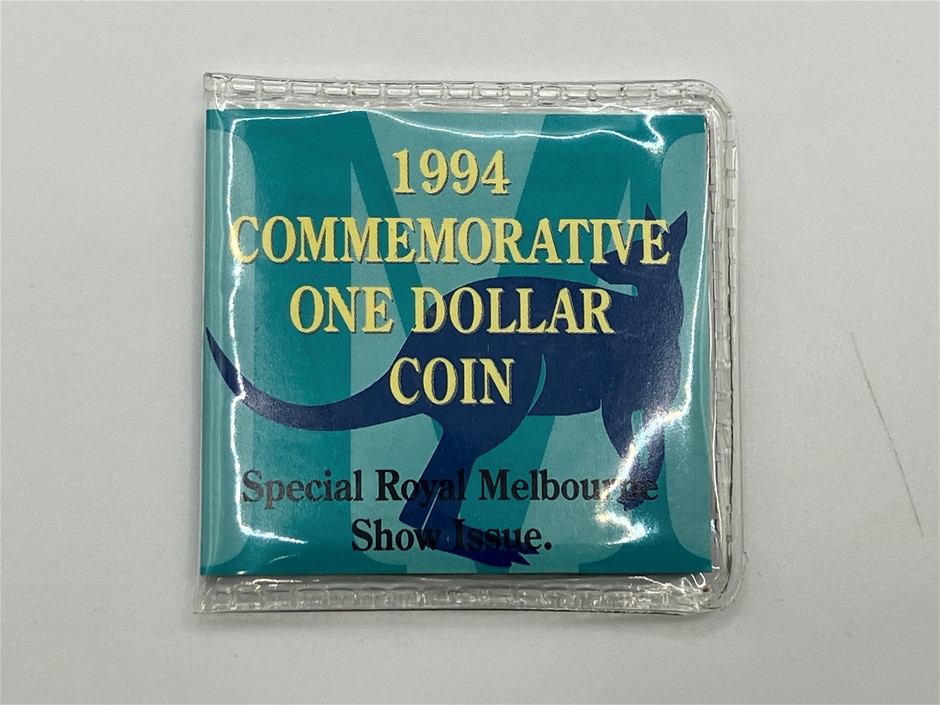 1994
COMMEMORATIVE
ONE DOLLAR
COIN
Special Royal Melbourne
Show Issue.